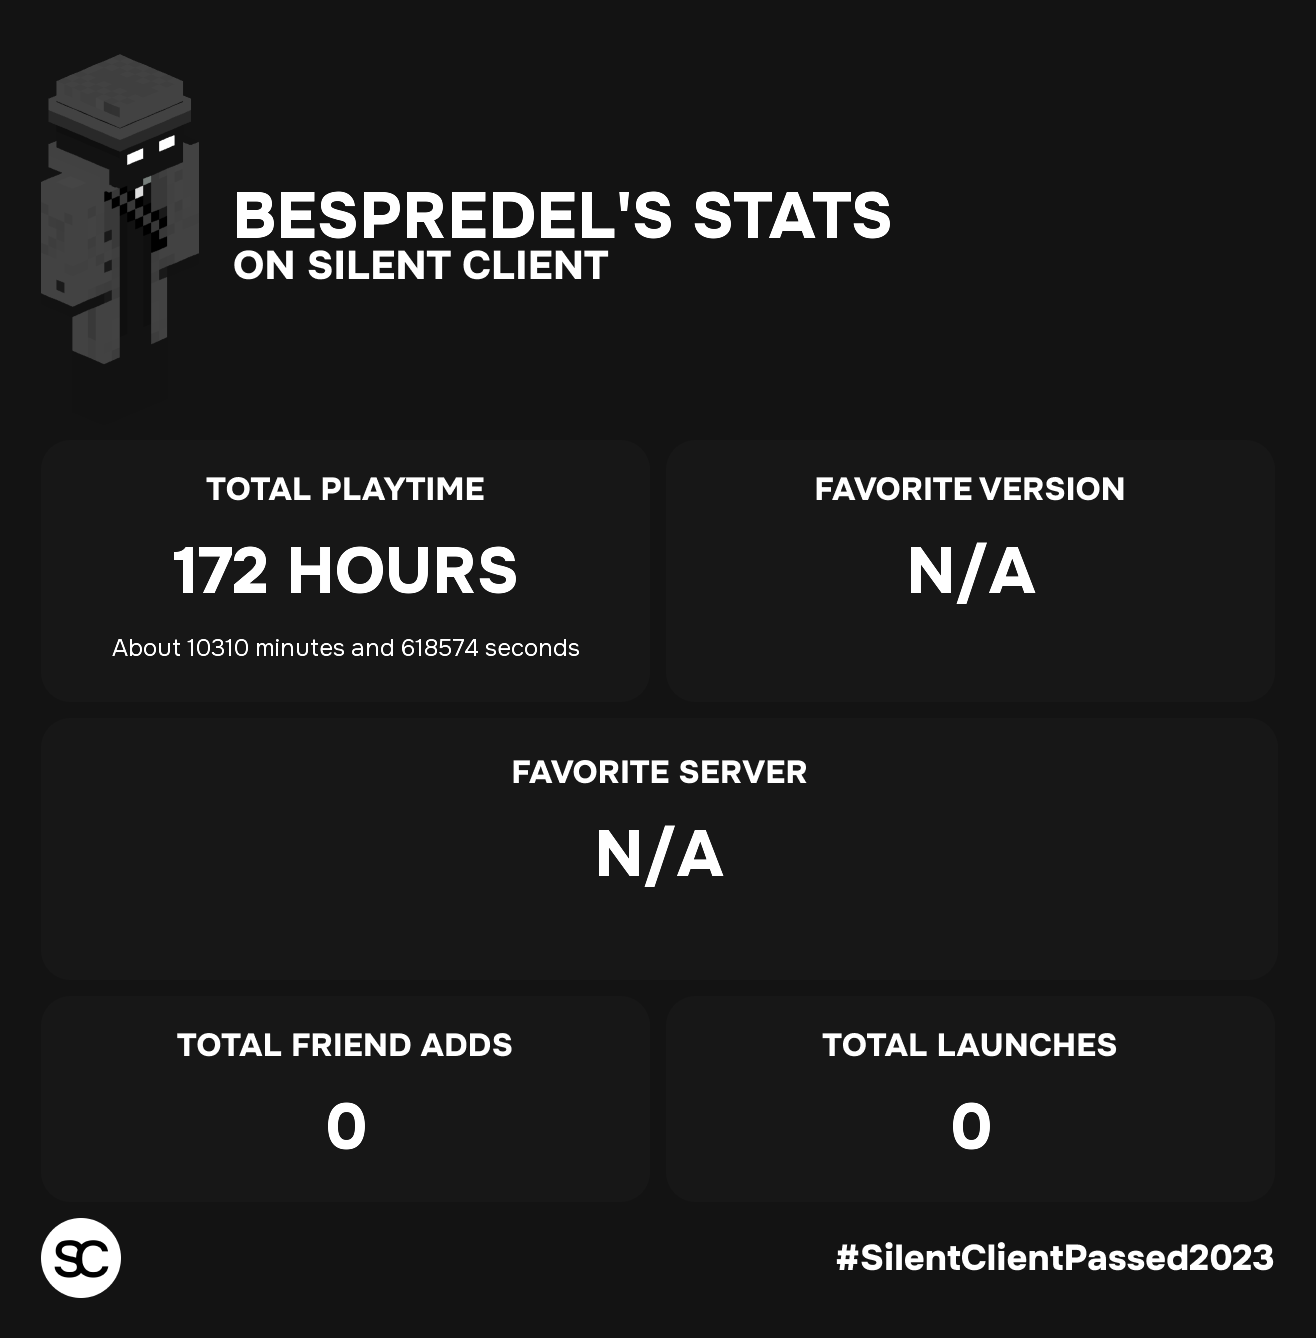 BESPREDEL'S STATS
ON SILENT CLIENT
TOTAL PLAYTIME
172 HOURS
About 10310 minutes and 618574 seconds
FAVORITE VERSION
N/A
FAVORITE SERVER
N/A
TOTAL FRIEND ADDS
0
TOTAL LAUNCHES
0
SC
#SilentClientPassed2023